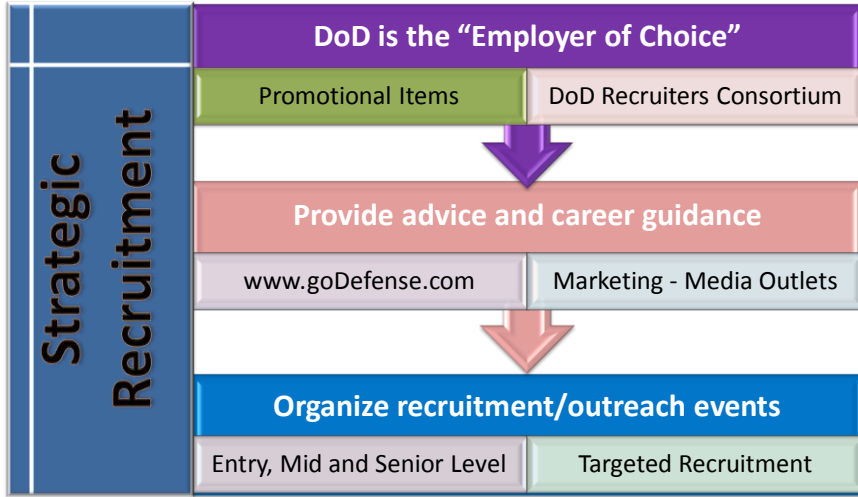 Strategic
Recruitment
DoD is the “Employer of Choice”
Promotional Items
DoD Recruiters Consortium
Provide advice and career guidance
www.goDefense.com
Marketing - Media Outlets
Organize recruitment/outreach events
Entry, Mid and Senior Level
Targeted Recruitment